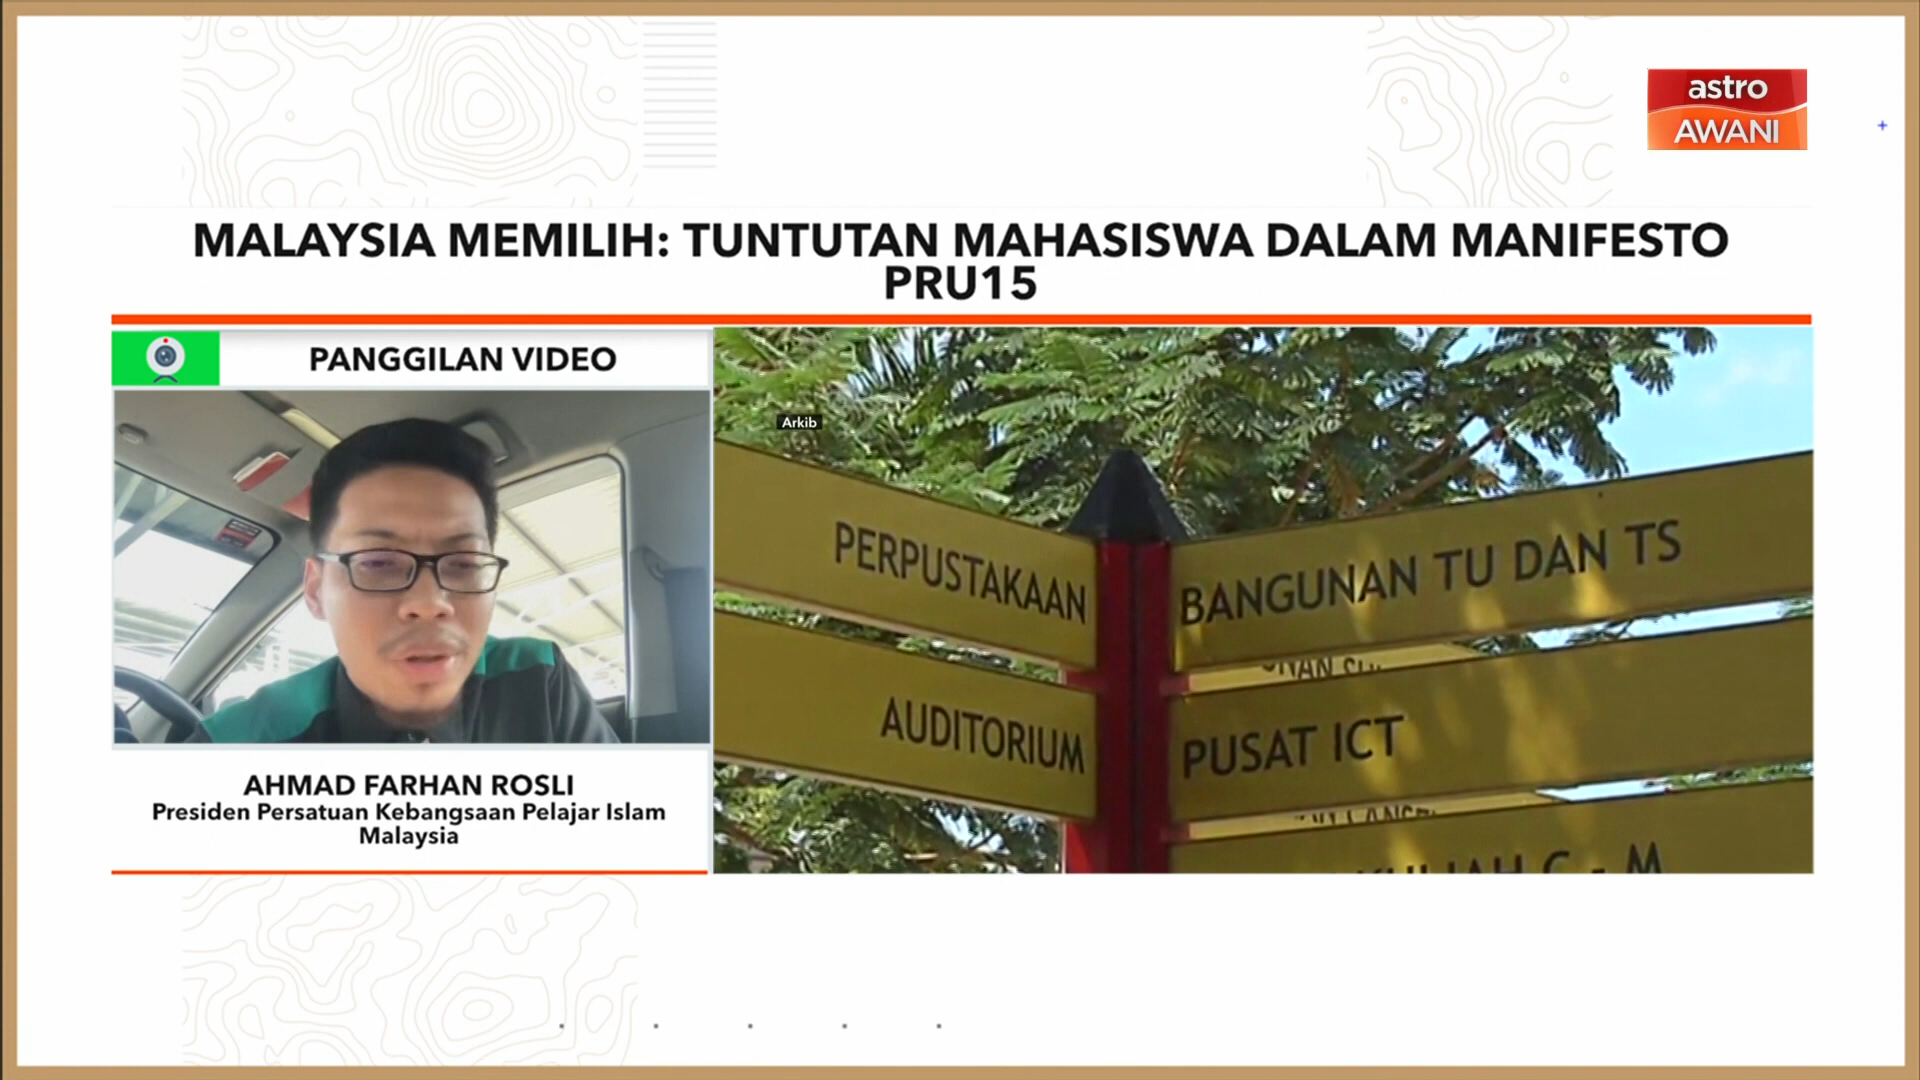 astro
AWANI
MALAYSIA MEMILIH: TUNTUTAN MAHASISWA DALAM MANIFESTO
PRU15
PANGGILAN VIDEO
AHMAD FARHAN ROSLI
Presiden Persatuan Kebangsaan Pelajar Islam
Malaysia
Arkib
PERPUSTAKAAN
AUDITORIUM
BANGUNAN TU DAN TS
PUSAT ICT
C - M